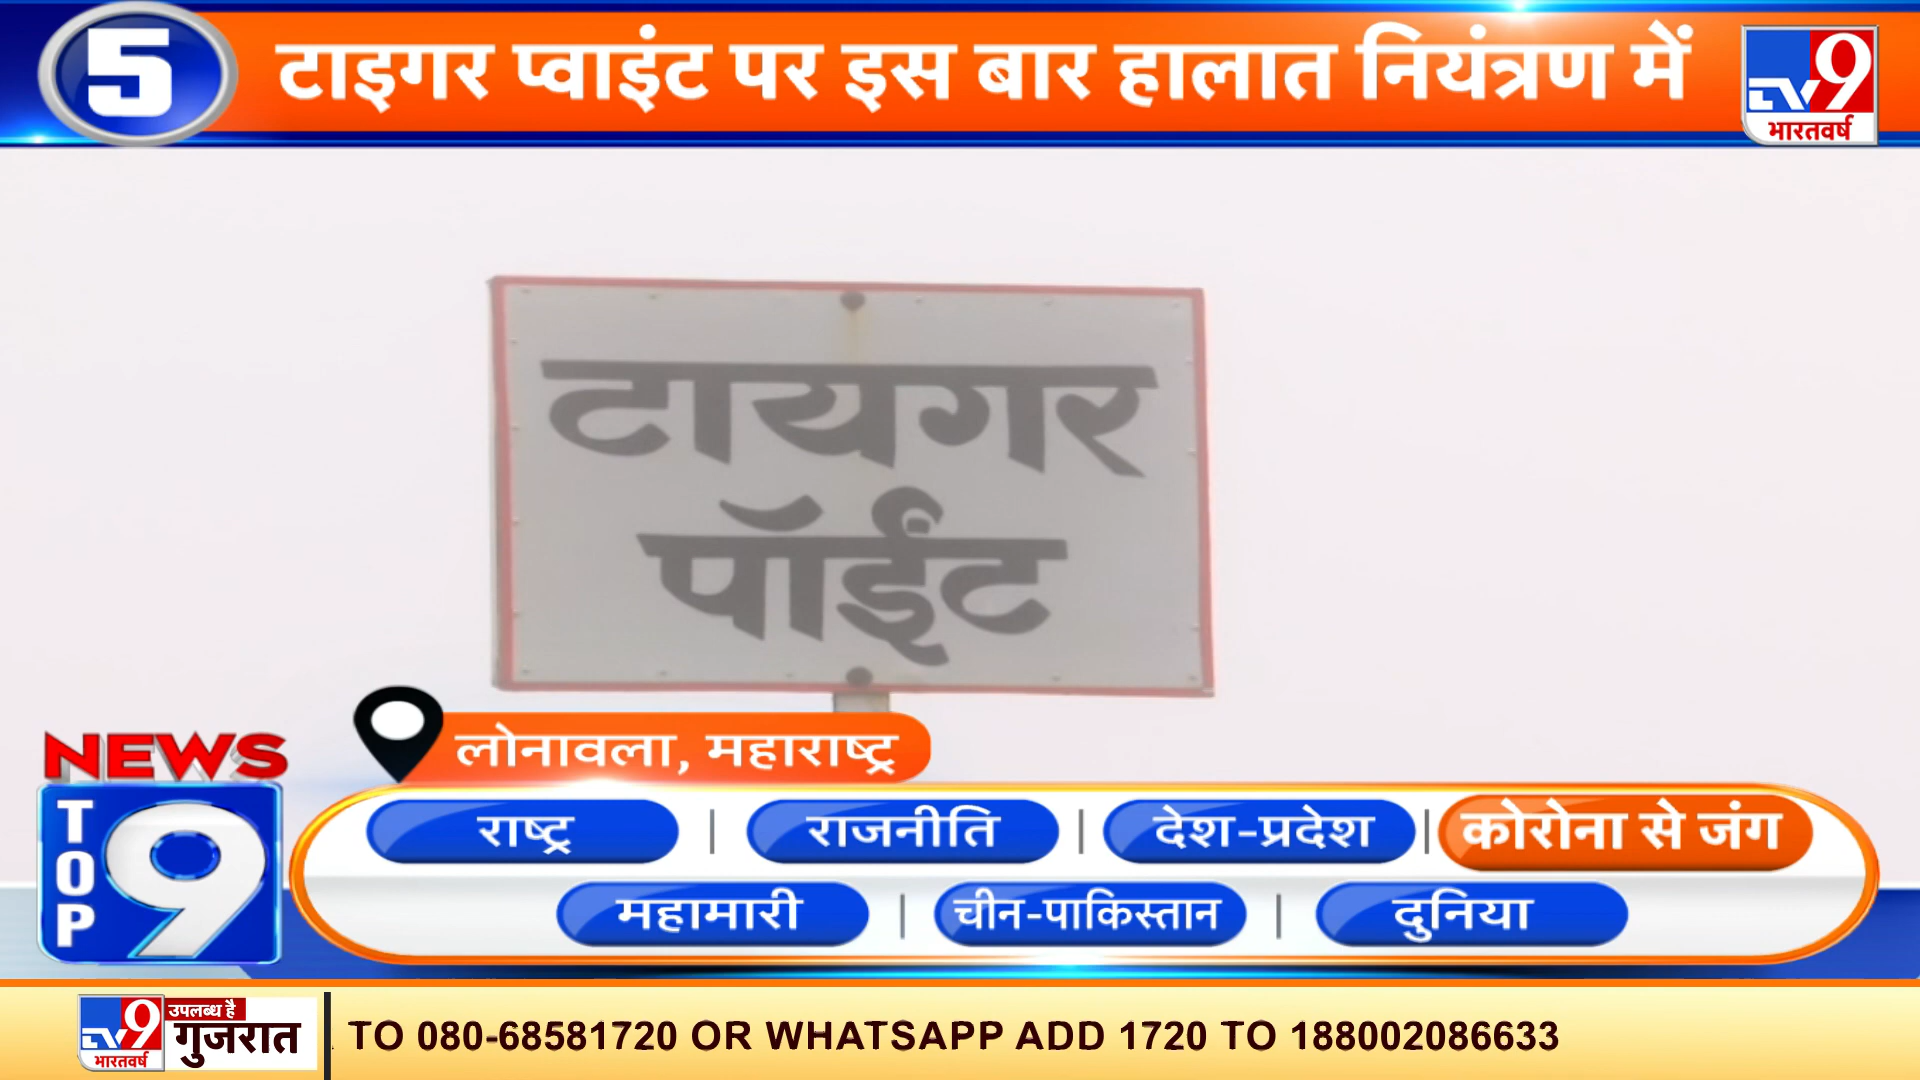 5 टाइगर प्वाइंट पर इस बार हालात नियंत्रण में
TV9
भारतवर्ष
टायगर
पॉईंट
लोनावला, महाराष्ट्र
NEWS
TOP 9
राष्ट्र | राजनीति | देश-प्रदेश | कोरोना से जंग
महामारी | चीन-पाकिस्तान | दुनिया
TV9 भारतवर्ष
उपलब्ध है
गुजरात
TO 080-68581720 OR WHATSAPP ADD 1720 TO 188002086633